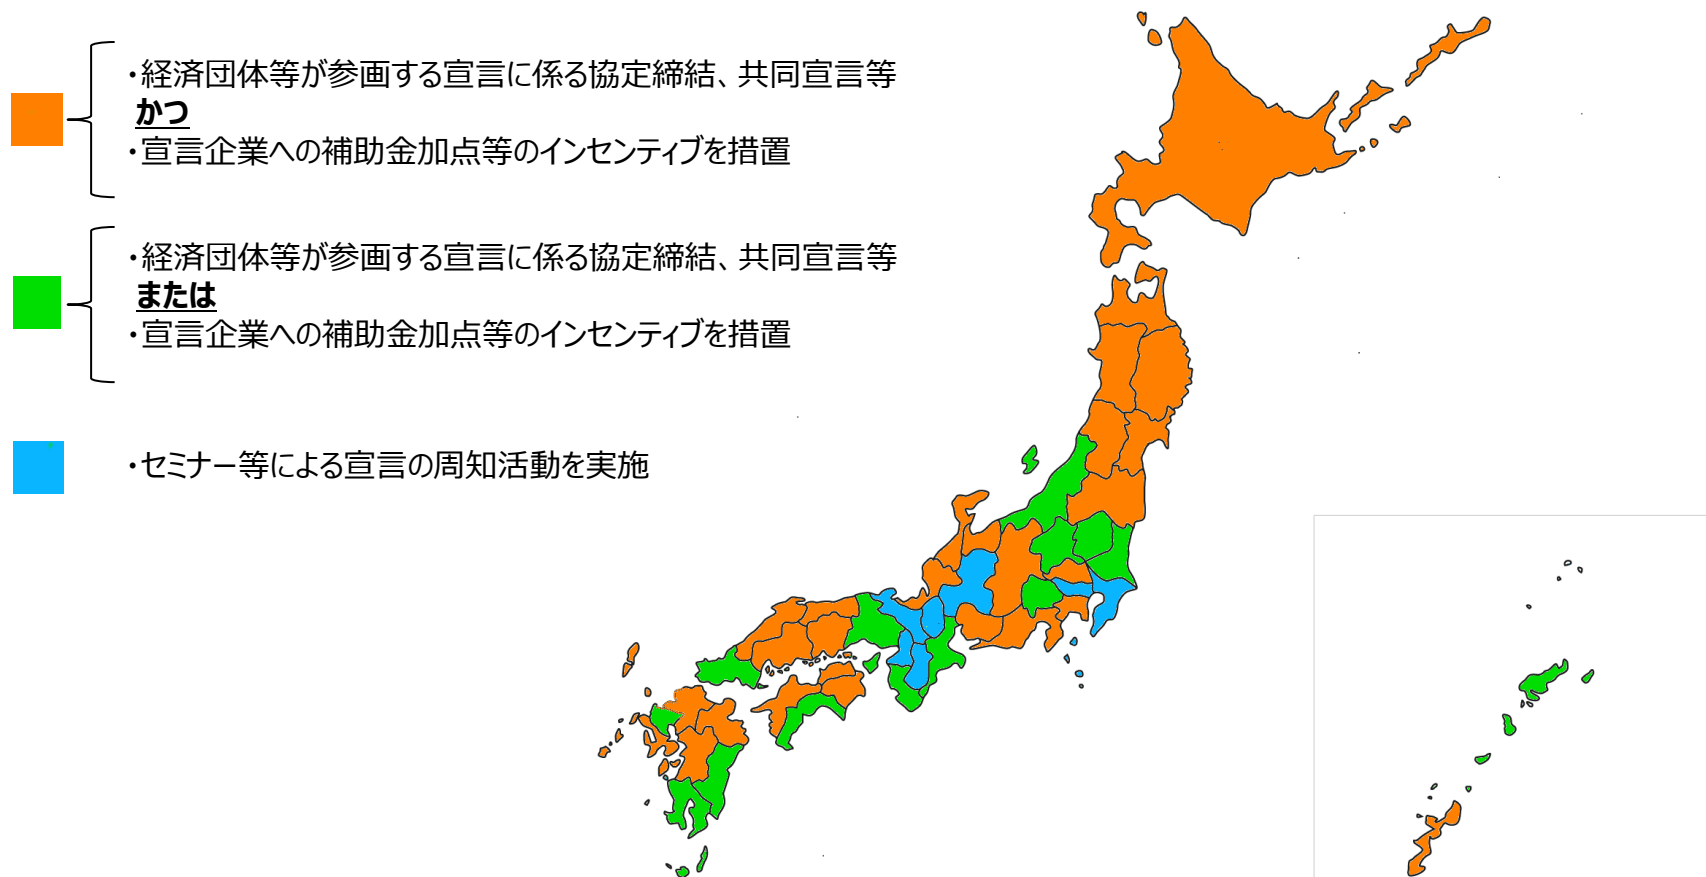 ・経済団体等が参画する宣言に係る協定締結、共同宣言等
かつ
・宣言企業への補助金加点等のインセンティブを措置
・経済団体等が参画する宣言に係る協定締結、共同宣言等
または
・宣言企業への補助金加点等のインセンティブを措置
・セミナー等による宣言の周知活動を実施